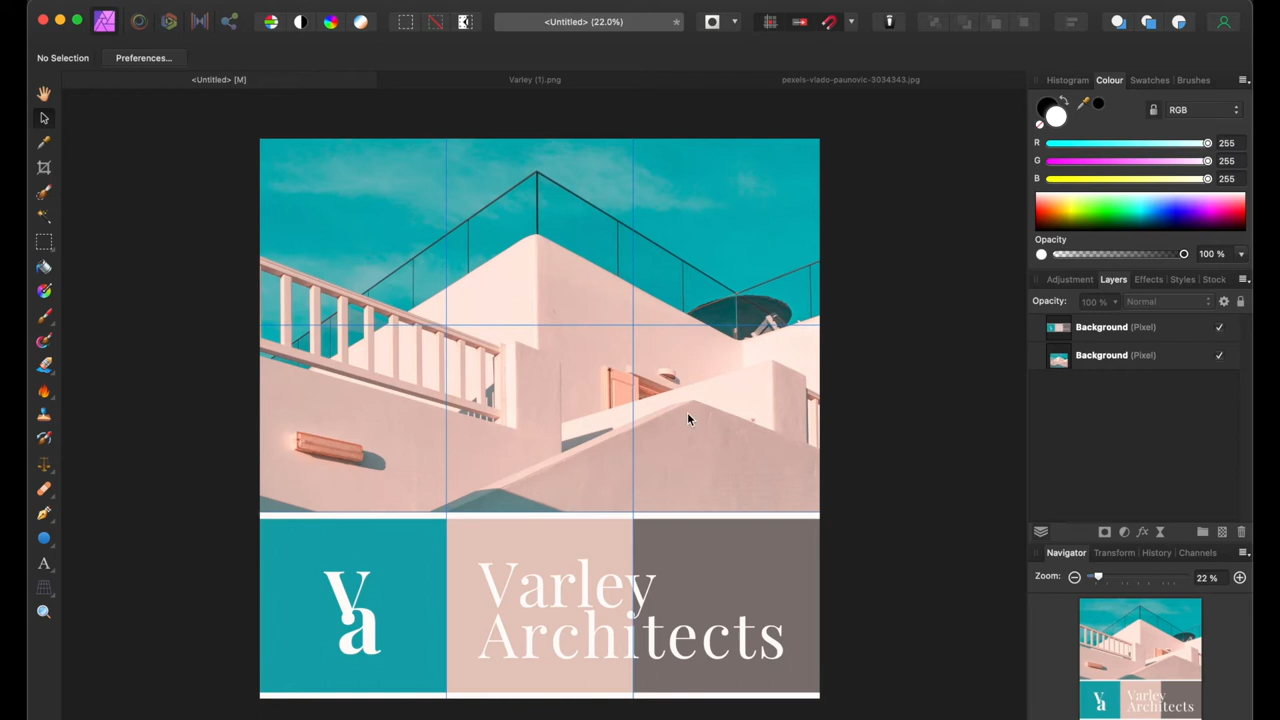 <Untitled> (22.0%)
*
No Selection
Preferences...
<Untitled> [M]
Varley (1).png
pexels-vlado-paunovic-3034343.jpg
Histogram
Colour
Swatches
Brushes
RGB
R
255
G
255
B
255
Opacity
100 %
Adjustment
Layers
Effects
Styles
Stock
Opacity:
100 %
Normal
Background (Pixel)
Background (Pixel)
fx
Navigator
Transform
History
Channels
Zoom:
22 %
A
va
Varley
Architects
va
Varley
Architects